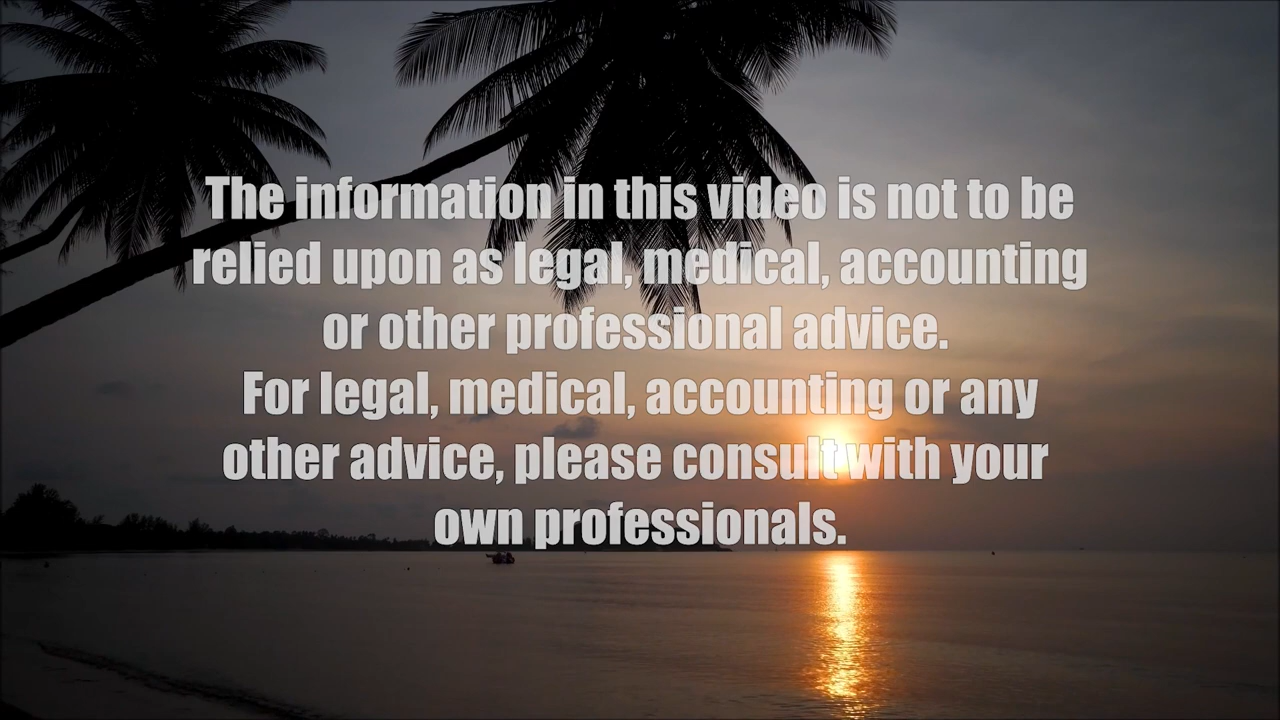 The information in this video is not to be
relied upon as legal, medical, accounting
or other professional advice.
For legal, medical, accounting or any
other advice, please consult with your
own professionals.